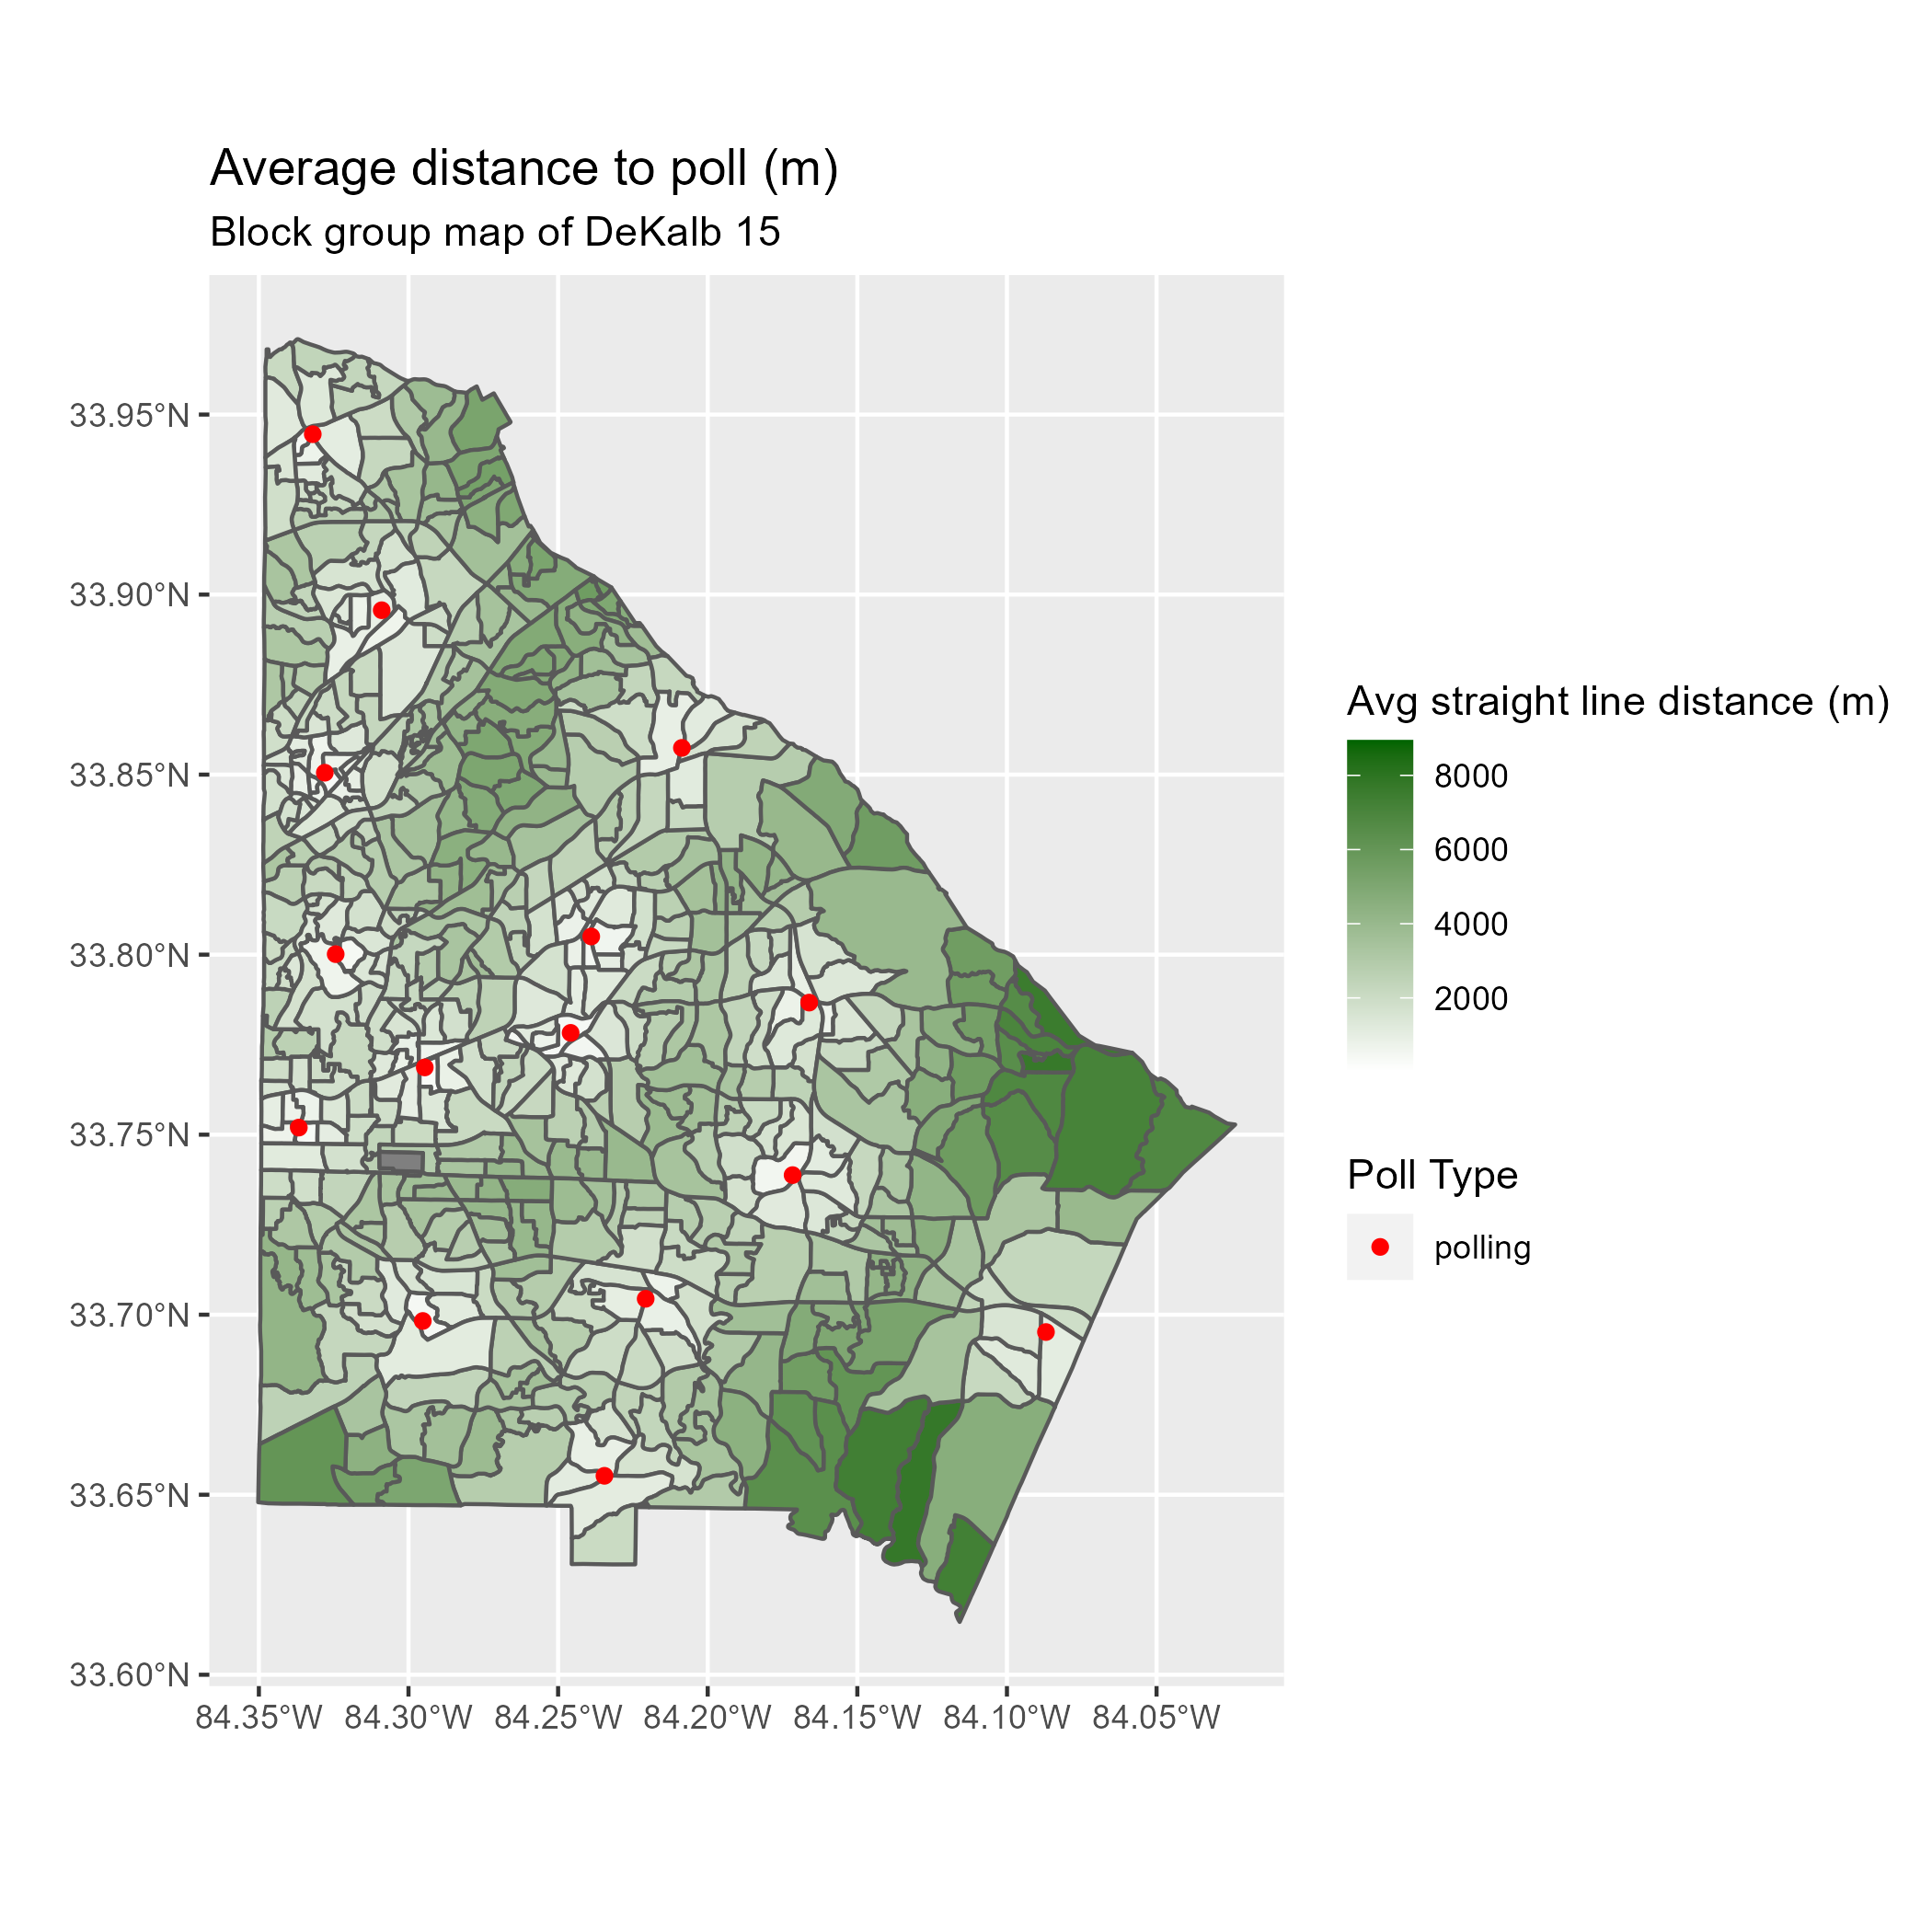 Average distance to poll (m)
Block group map of DeKalb 15
33.95°N
33.90°N
33.85°N
33.80°N
33.75°N
33.70°N
33.65°N
33.60°N
84.35°W 84.30°W 84.25°W 84.20°W 84.15°W 84.10°W 84.05°W
Avg straight line distance (m)
8000
6000
4000
2000
Poll Type
polling